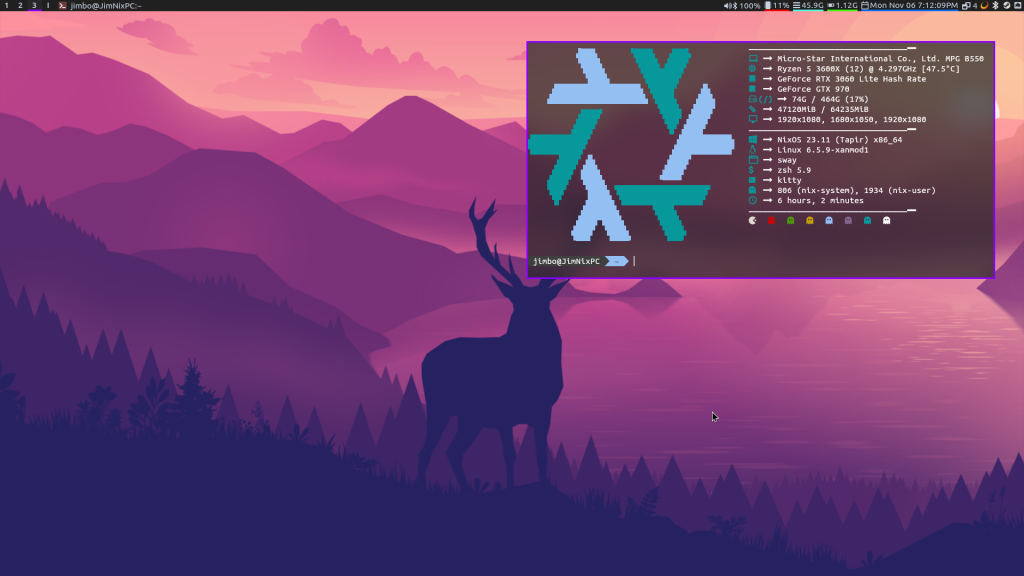 1 2 3 I jimbo@JimNixPC:~ 100% 11% 45.9G 1.12G Mon Nov 06 7:12:09PM 4
Micro-Star International Co., Ltd. MPG B550
Ryzen 5 3600X (12) @ 4.297GHz [47.5°C]
GeForce RTX 3060 Lite Hash Rate
GeForce GTX 970
74G / 464G (17%)
47120MiB / 64235MiB
1920x1080, 1680x1050, 1920x1080
NixOS 23.11 (Tapir) x86_64
Linux 6.5.9-xanmod1
sway
zsh 5.9
kitty
806 (nix-system), 1934 (nix-user)
6 hours, 2 minutes
jimbo@JimNixPC ~